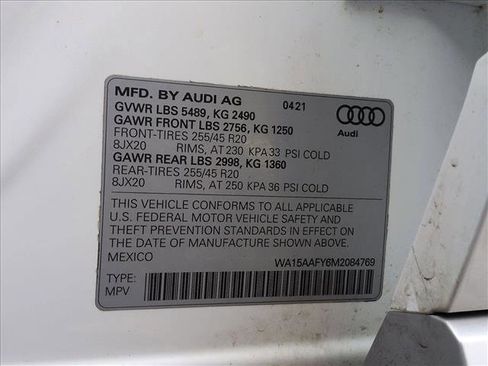 MFD. BY AUDI AG 0421
GVWR LBS 5489, KG 2490
GAWR FRONT LBS 2756, KG 1250
FRONT-TIRES 255/45 R20
8JX20 RIMS, AT 230 KPA 33 PSI COLD
GAWR REAR LBS 2998, KG 1360
REAR-TIRES 255/45 R20
8JX20 RIMS, AT 250 KPA 36 PSI COLD
Audi
THIS VEHICLE CONFORMS TO ALL APPLICABLE
U.S. FEDERAL MOTOR VEHICLE SAFETY AND
THEFT PREVENTION STANDARDS IN EFFECT ON
THE DATE OF MANUFACTURE SHOWN ABOVE.
MEXICO WA15AAFY6M2084769
TYPE:
MPV